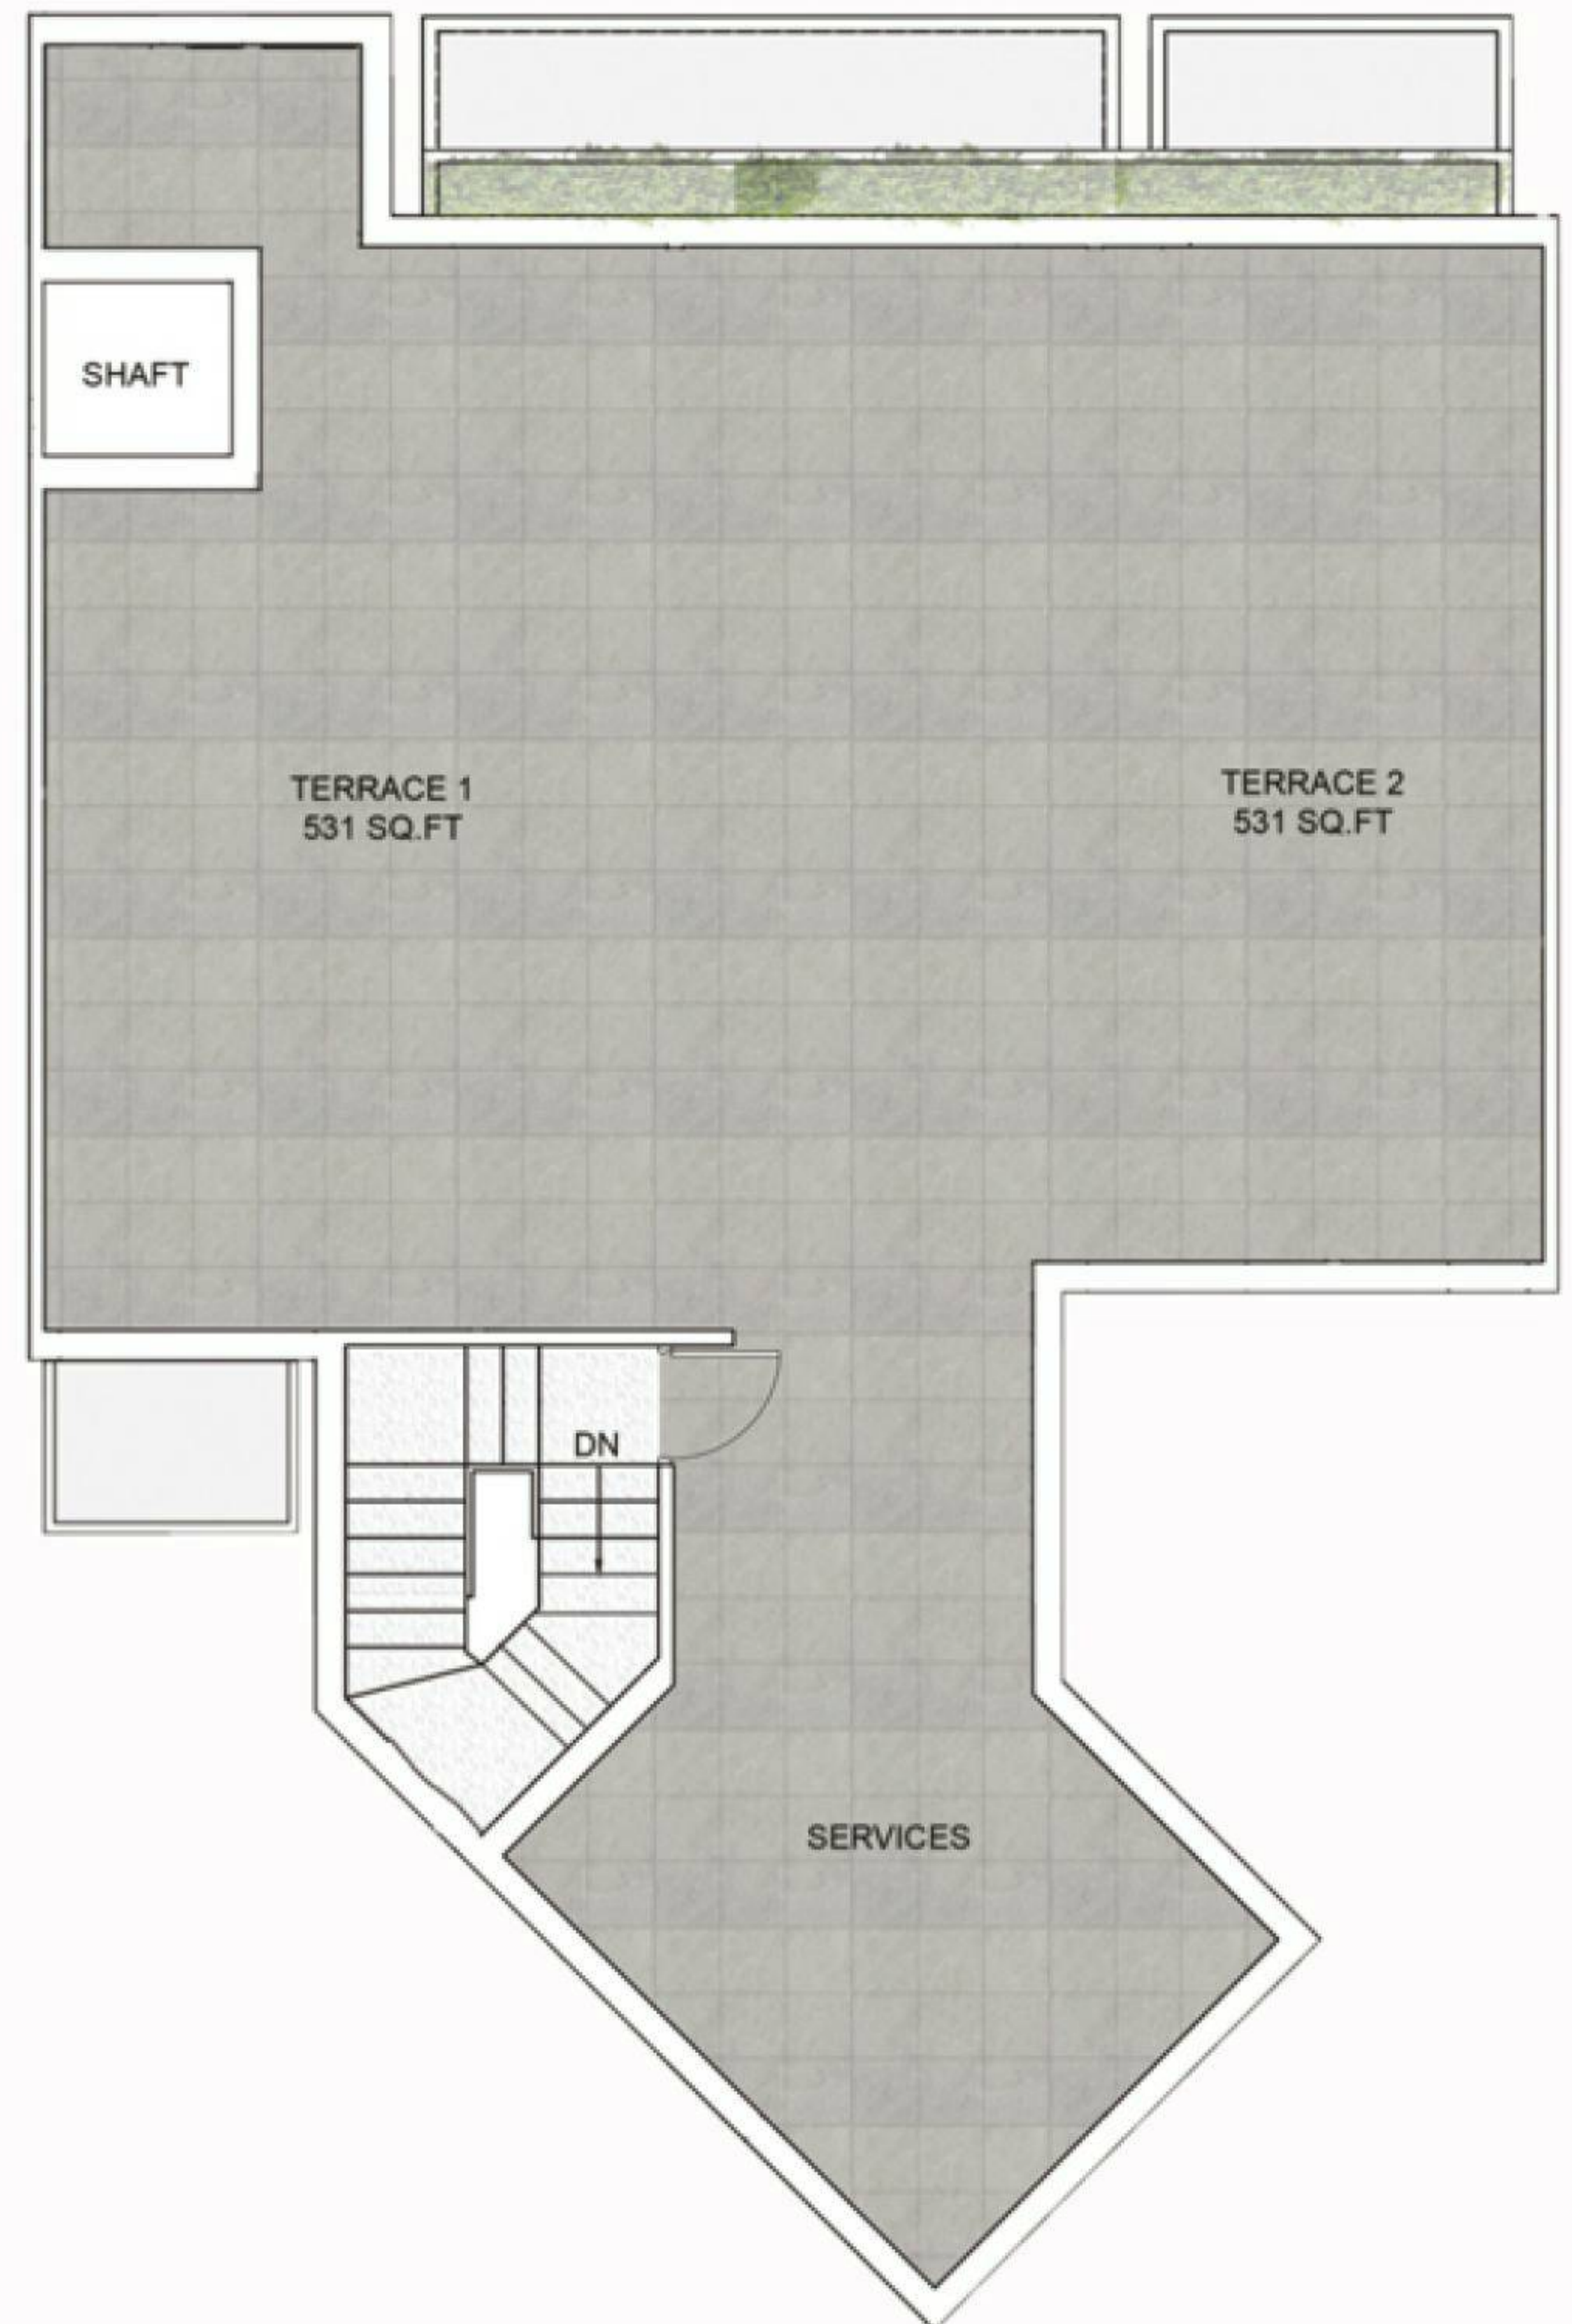 SHAFT
TERRACE 1
531 SQ.FT
TERRACE 2
531 SQ.FT
DN
SERVICES